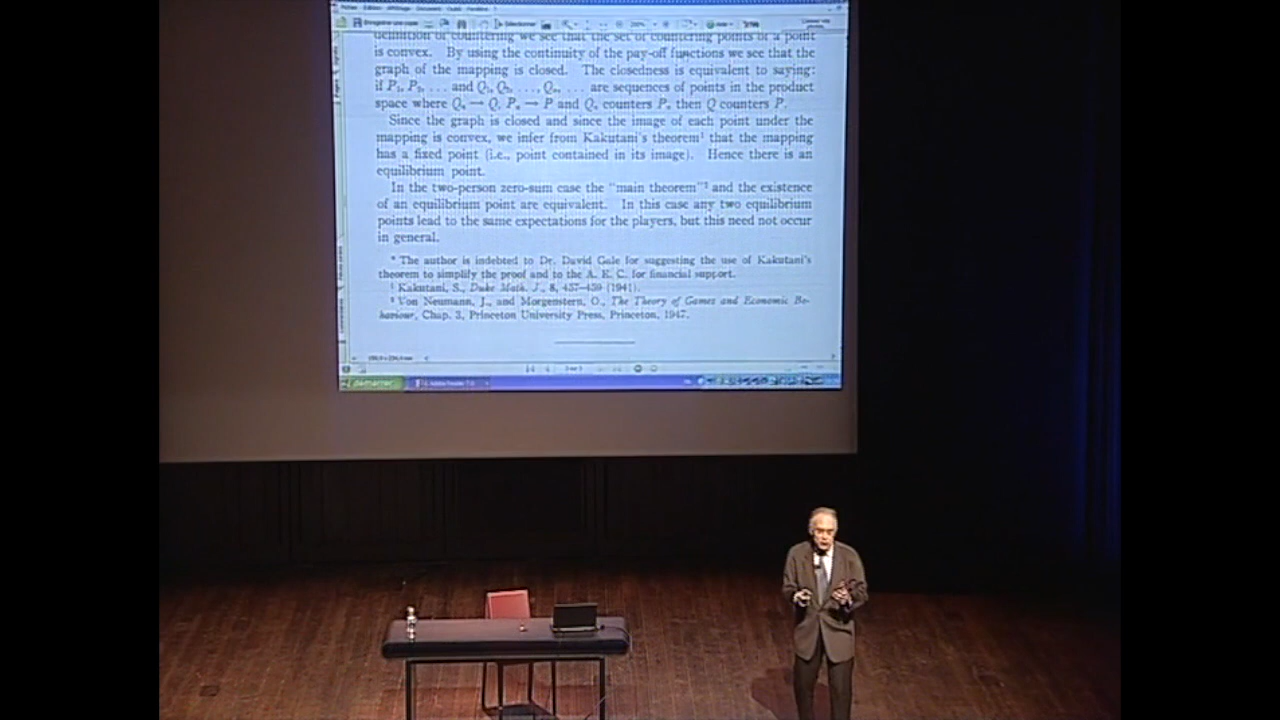 definition of countering we see that the set of countering points of a point
is convex. By using the continuity of the pay-off functions we see that the
graph of the mapping is closed. The closedness is equivalent to saying:
if P₁, P₂, . . . and Q₁, Q₂, . . ., Qₙ, . . . are sequences of points in the product
space where Qₙ → Q, Pₙ → P and Qₙ counters Pₙ then Q counters P.
Since the graph is closed and since the image of each point under the
mapping is convex, we infer from Kakutani's theorem¹ that the mapping
has a fixed point (i.e., point contained in its image). Hence there is an
equilibrium point.
In the two-person zero-sum case the "main theorem"² and the existence
of an equilibrium point are equivalent. In this case any two equilibrium
points lead to the same expectations for the players, but this need not occur
in general.
* The author is indebted to Dr. David Gale for suggesting the use of Kakutani's
theorem to simplify the proof and to the A. E. C. for financial support.
¹ Kakutani, S., Duke Math. J., 8, 457–459 (1941).
² Von Neumann, J., and Morgenstern, O., The Theory of Games and Economic Be-
haviour, Chap. 3, Princeton University Press, Princeton, 1947.
démarrer